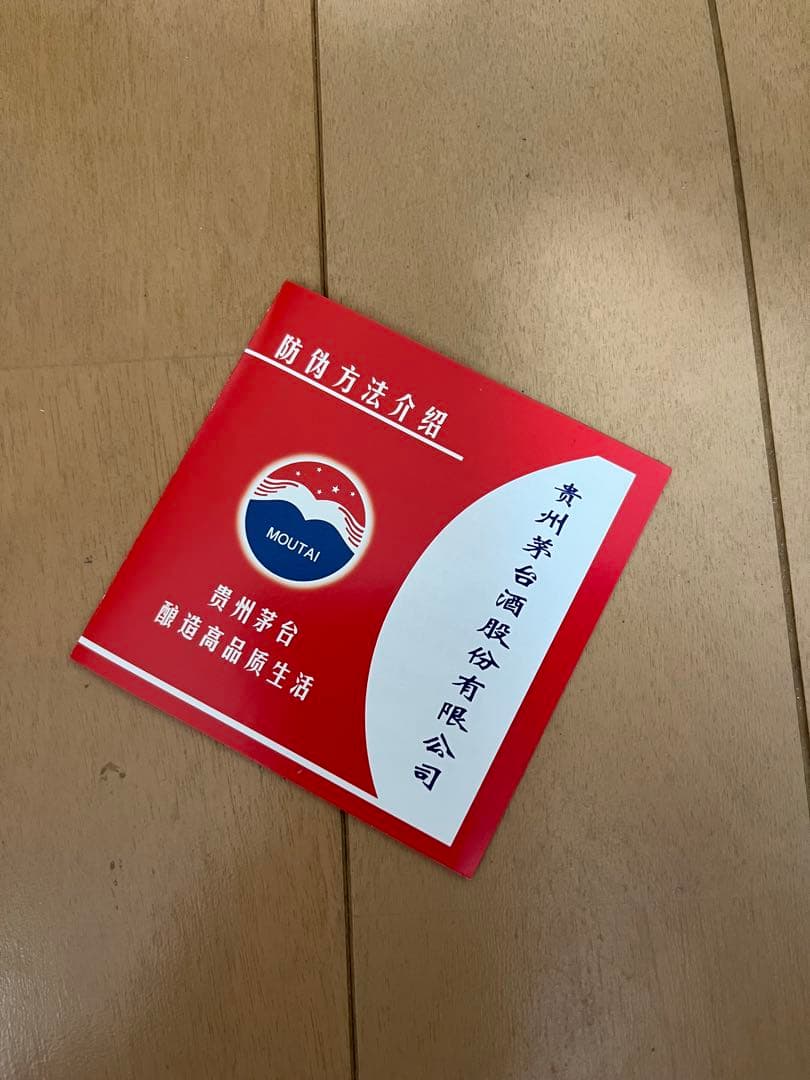 防伪方法介绍
MOUTAI
贵州茅台
酿造高品质生活
贵州茅台酒股份有限公司